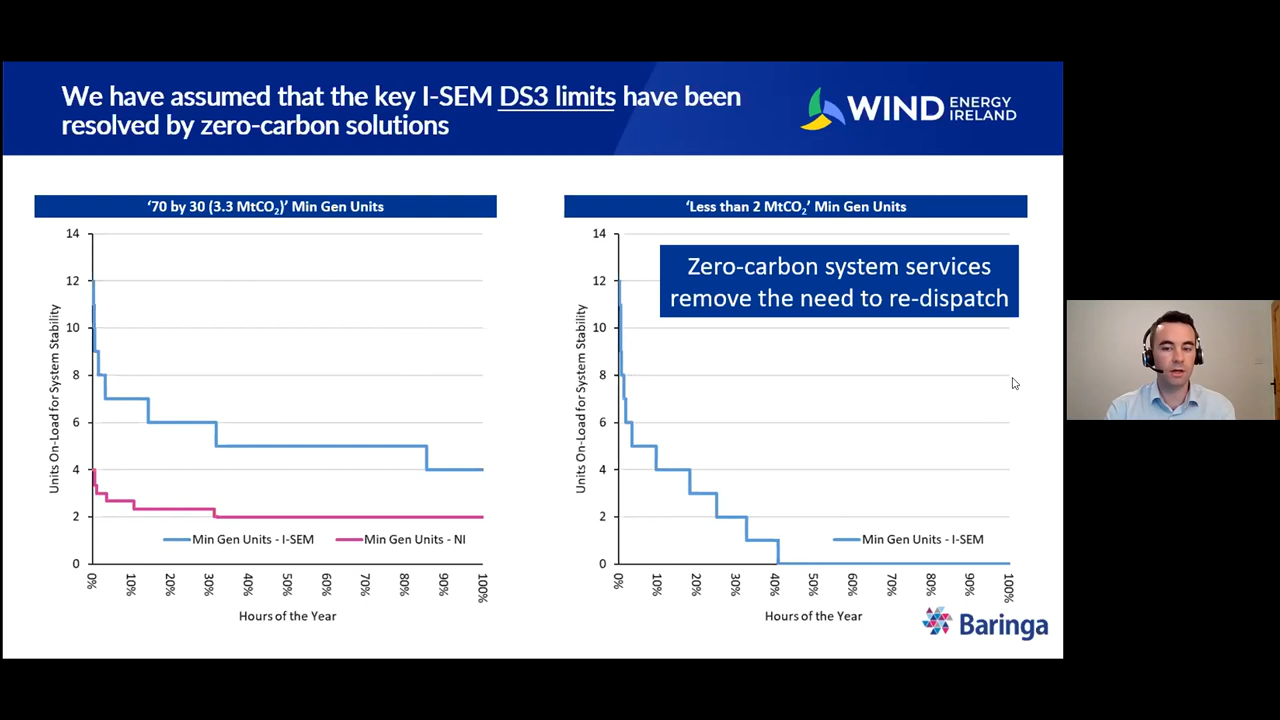 We have assumed that the key I-SEM DS3 limits have been
resolved by zero-carbon solutions
WIND ENERGY
IRELAND
'70 by 30 (3.3 MtCO₂)' Min Gen Units
14
12
10
8
6
4
2
0
Units On-Load for System Stability
Min Gen Units - I-SEM
Min Gen Units - NI
0%
10%
20%
30%
40%
50%
60%
70%
80%
90%
100%
Hours of the Year
'Less than 2 MtCO₂' Min Gen Units
Zero-carbon system services
remove the need to re-dispatch
14
12
10
8
6
4
2
0
Units On-Load for System Stability
Min Gen Units - I-SEM
0%
10%
20%
30%
40%
50%
60%
70%
80%
90%
100%
Hours of the Year
Baringa